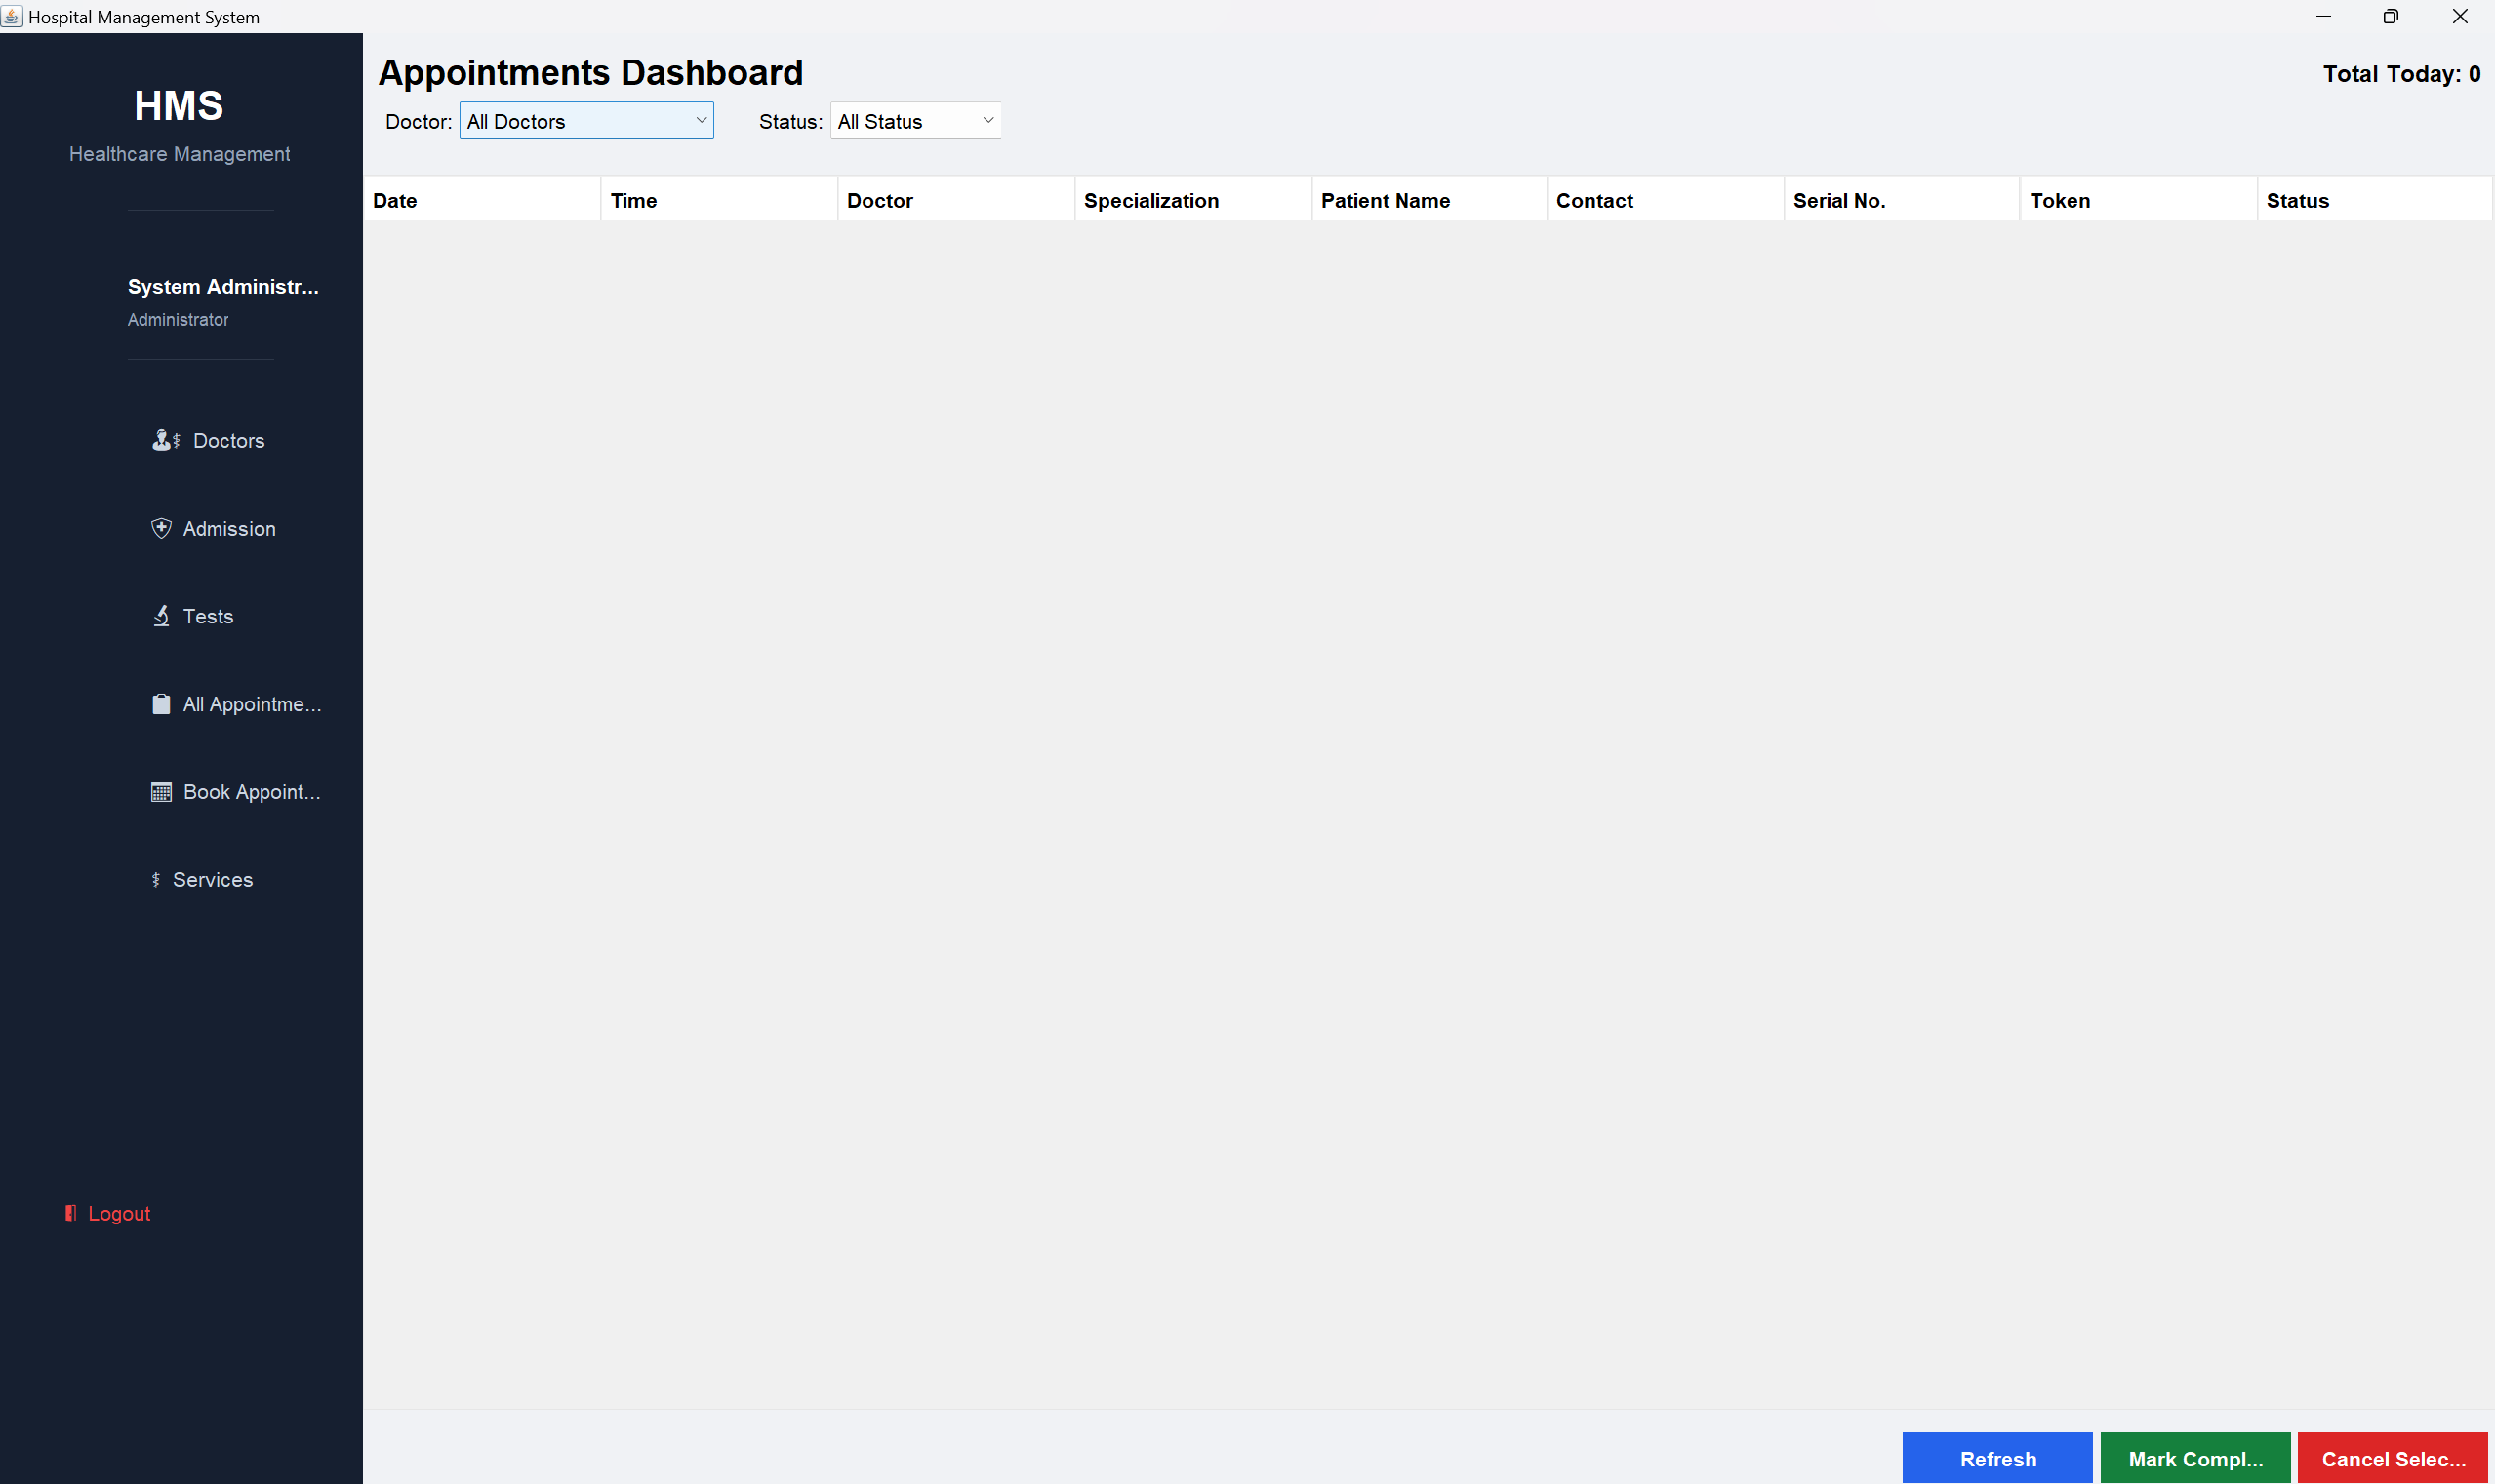 Hospital Management System
HMS
Healthcare Management
System Administr...
Administrator
Doctors
Admission
Tests
All Appointme...
Book Appoint...
Services
Logout
Appointments Dashboard
Total Today: 0
Doctor: All Doctors Status: All Status
Date Time Doctor Specialization Patient Name Contact Serial No. Token Status
Refresh Mark Compl... Cancel Selec...